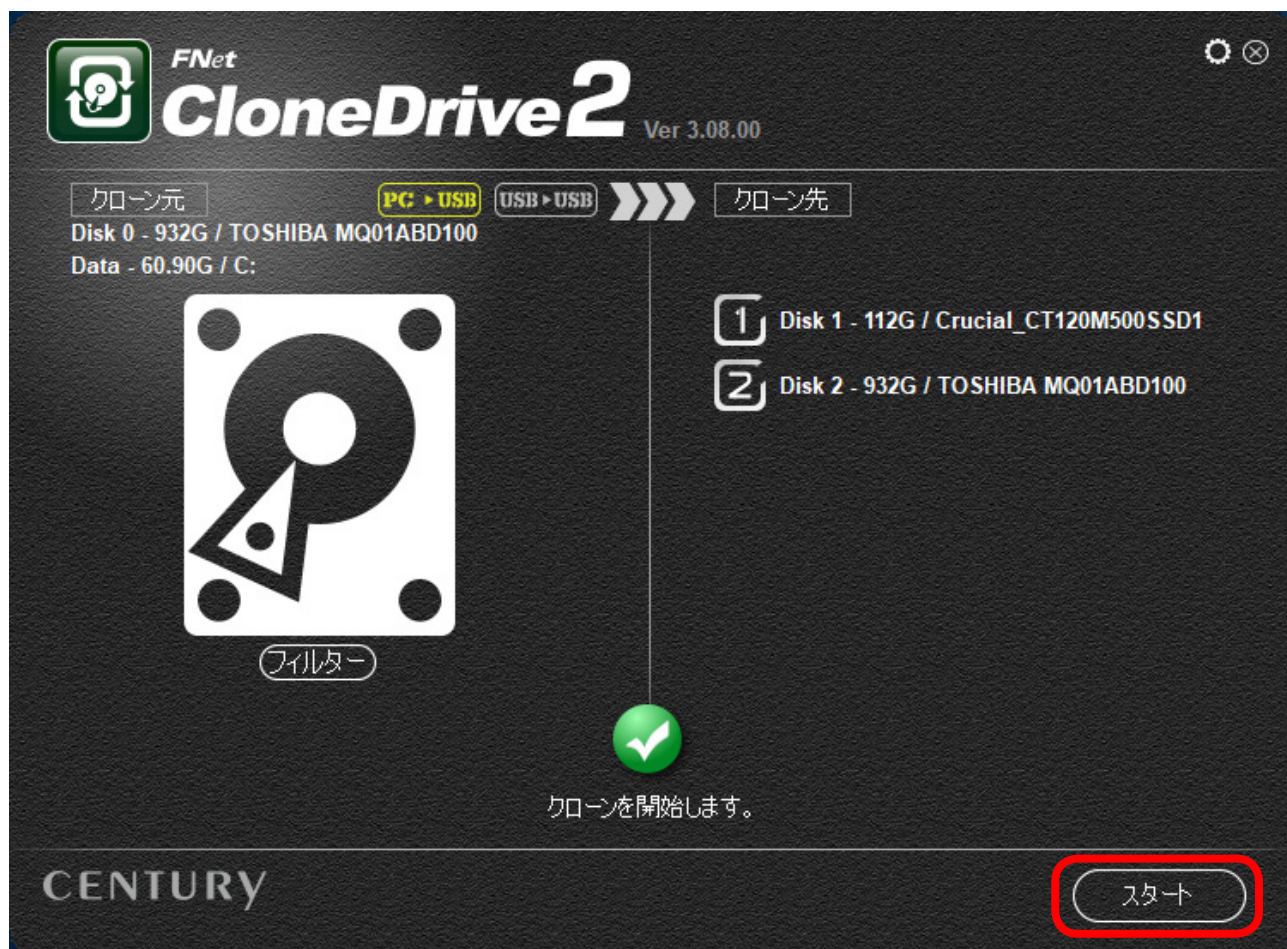 FNet
CloneDrive2 Ver 3.08.00
クローン元
PC ▸ USB
USB ▸ USB
クローン先
Disk 0 - 932G / TOSHIBA MQ01ABD100
Data - 60.90G / C:
1 Disk 1 - 112G / Crucial_CT120M500SSD1
2 Disk 2 - 932G / TOSHIBA MQ01ABD100
フィルター
クローンを開始します。
CENTURY
スタート